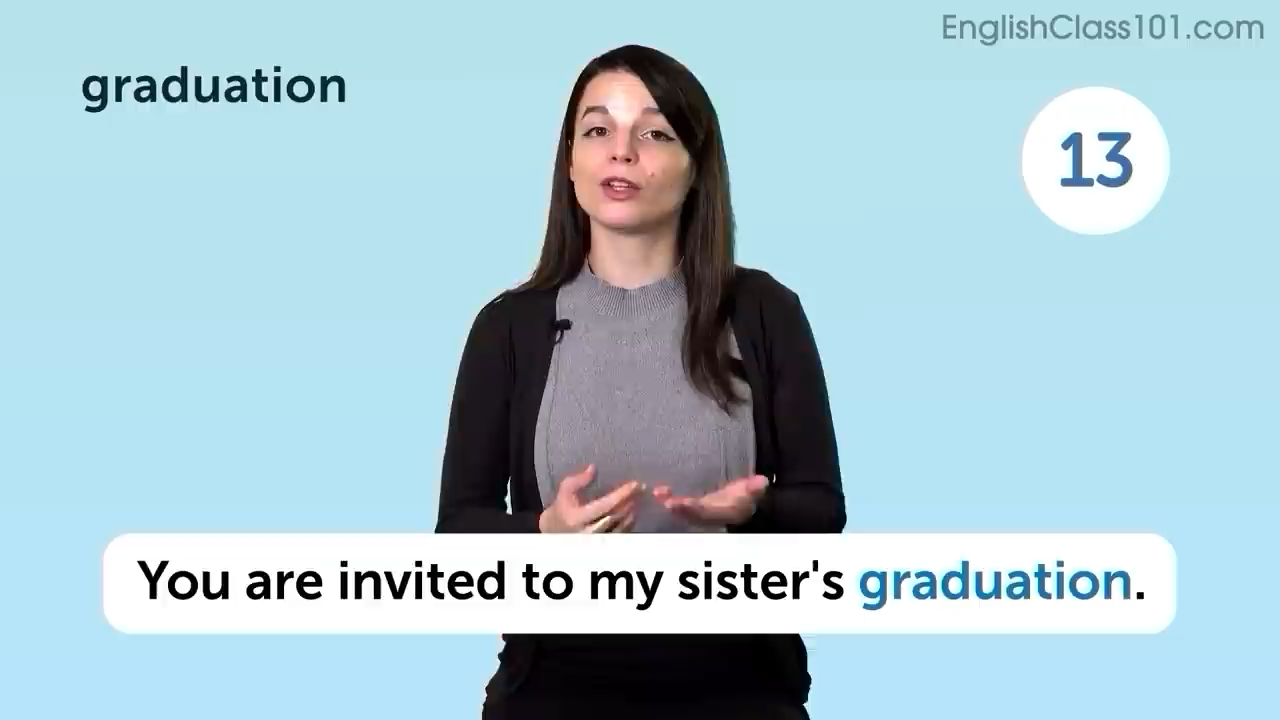 EnglishClass101.com
graduation
13
You are invited to my sister's graduation.